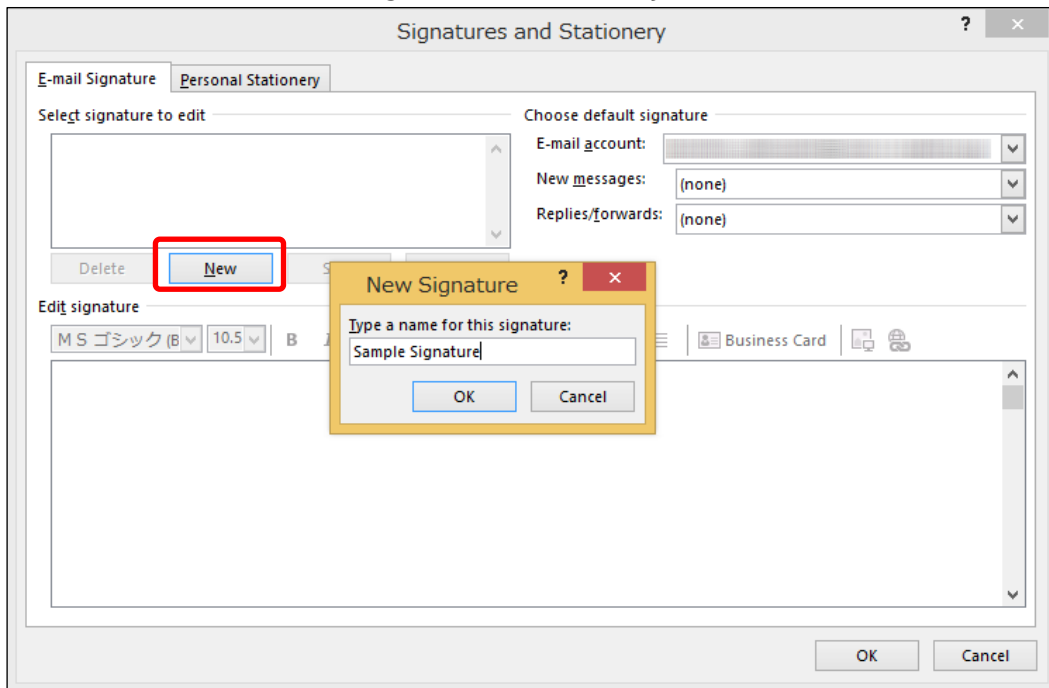 Signatures and Stationery
?
E-mail Signature
Personal Stationery
Select signature to edit
Choose default signature
E-mail account:
New messages:
(none)
Replies/forwards:
(none)
Delete
New
New Signature
?
Type a name for this signature:
Sample Signature
OK
Cancel
Edit signature
ＭＳ ゴシック (B
10.5
B
I
Business Card
OK
Cancel